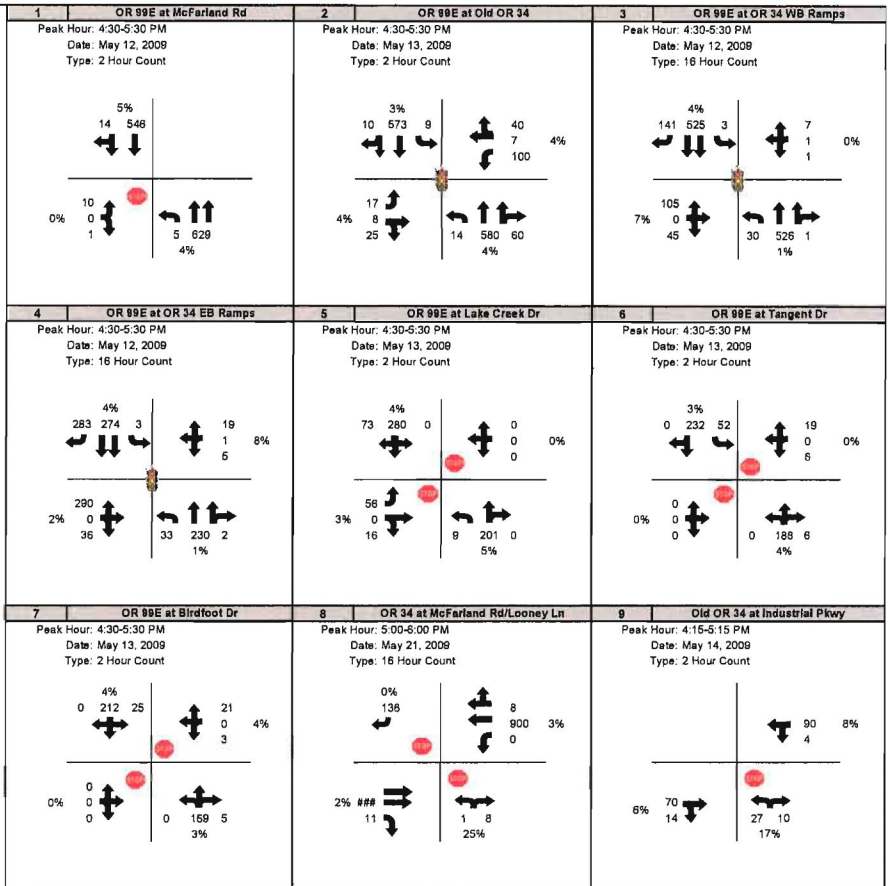 1 OR 99E at McFarland Rd
Peak Hour: 4:30-5:30 PM
Date: May 12, 2009
Type: 2 Hour Count
5%
14 546
10
0
1
0%
STOP
5 629
4%
2 OR 99E at Old OR 34
Peak Hour: 4:30-5:30 PM
Date: May 13, 2009
Type: 2 Hour Count
3%
10 573 9
40
7
100
4%
17
8
25
4%
14 580 60
4%
3 OR 99E at OR 34 WB Ramps
Peak Hour: 4:30-5:30 PM
Date: May 12, 2009
Type: 16 Hour Count
4%
141 525 3
7
1
1
0%
105
0
45
7%
30 526 1
1%
4 OR 99E at OR 34 EB Ramps
Peak Hour: 4:30-5:30 PM
Date: May 12, 2009
Type: 16 Hour Count
4%
283 274 3
19
1
5
8%
290
0
36
2%
33 230 2
1%
5 OR 99E at Lake Creek Dr
Peak Hour: 4:30-5:30 PM
Date: May 13, 2009
Type: 2 Hour Count
4%
73 280 0
0
0
0
0%
STOP
STOP
56
0
16
3%
9 201 0
5%
6 OR 99E at Tangent Dr
Peak Hour: 4:30-5:30 PM
Date: May 13, 2009
Type: 2 Hour Count
3%
0 232 52
19
0
6
0%
STOP
STOP
0
0
0
0%
0 188 6
4%
7 OR 99E at Birdfoot Dr
Peak Hour: 4:30-5:30 PM
Date: May 13, 2009
Type: 2 Hour Count
4%
0 212 25
21
0
3
4%
STOP
STOP
0
0
0
0%
0 159 5
3%
8 OR 34 at McFarland Rd/Looney Ln
Peak Hour: 5:00-6:00 PM
Date: May 21, 2009
Type: 16 Hour Count
0%
136
8
900
0
3%
STOP
STOP
2% ###
11
1 8
25%
9 Old OR 34 at Industrial Pkwy
Peak Hour: 4:15-5:15 PM
Date: May 14, 2009
Type: 2 Hour Count
90
4
8%
STOP
70
14
6%
27 10
17%